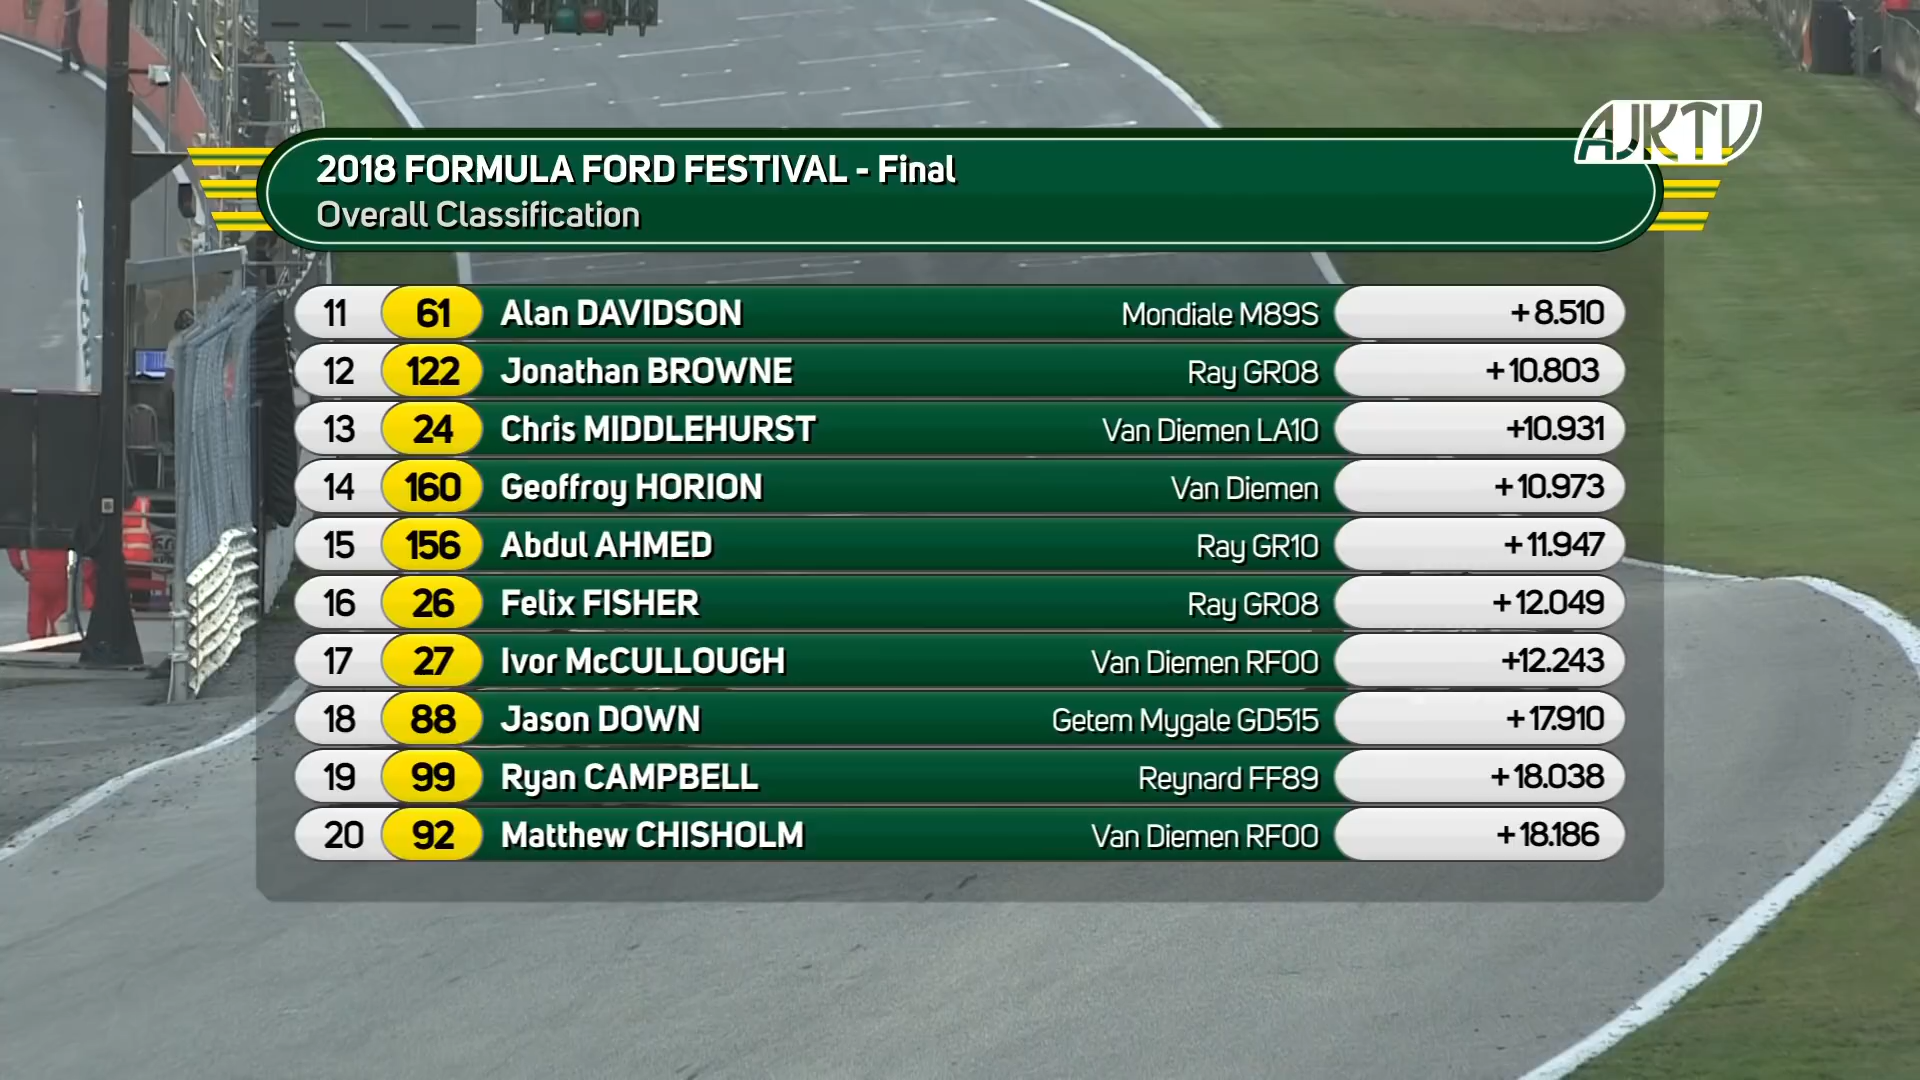 AJKTV
2018 FORMULA FORD FESTIVAL - Final
Overall Classification
11 61 Alan DAVIDSON Mondiale M89S +8.510
12 122 Jonathan BROWNE Ray GR08 +10.803
13 24 Chris MIDDLEHURST Van Diemen LA10 +10.931
14 160 Geoffroy HORION Van Diemen +10.973
15 156 Abdul AHMED Ray GR10 +11.947
16 26 Felix FISHER Ray GR08 +12.049
17 27 Ivor McCULLOUGH Van Diemen RF00 +12.243
18 88 Jason DOWN Getem Mygale GD515 +17.910
19 99 Ryan CAMPBELL Reynard FF89 +18.038
20 92 Matthew CHISHOLM Van Diemen RF00 +18.186